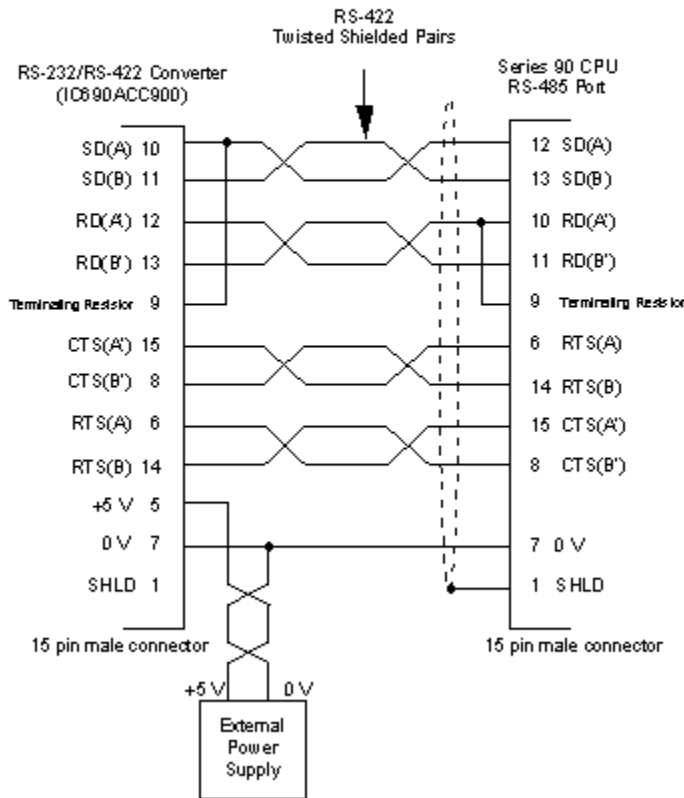 RS-422
Twisted Shielded Pairs
RS-232/RS-422 Converter
(IC690ACC900)
Series 90 CPU
RS-485 Port
SD(A) 10
12 SD(A)
SD(B) 11
13 SD(B)
RD(A') 12
10 RD(A')
RD(B') 13
11 RD(B')
Terminating Resistor 9
9 Terminating Resistor
CTS(A') 15
6 RTS(A)
CTS(B') 8
14 RTS(B)
RTS(A) 6
15 CTS(A')
RTS(B) 14
8 CTS(B')
+5 V 5
0 V 7
7 0 V
SHLD 1
1 SHLD
15 pin male connector
15 pin male connector
+5 V 0 V
External
Power
Supply